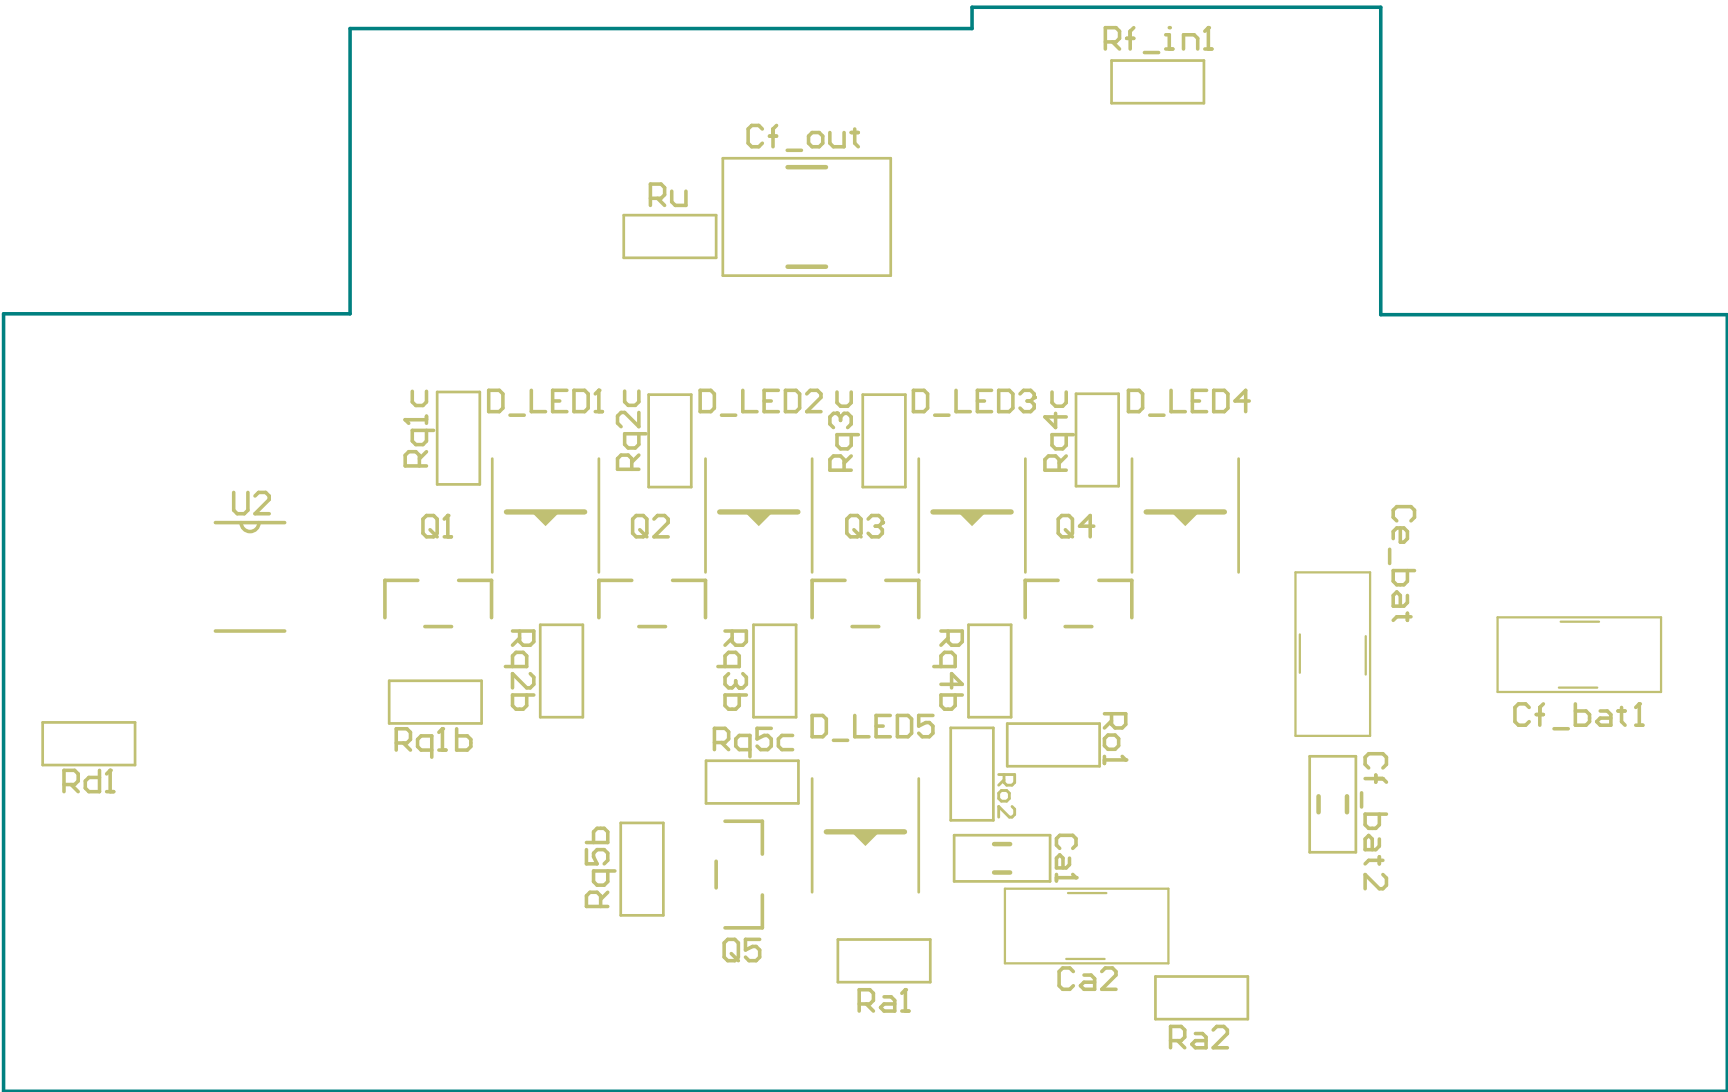 Rf_in1
Cf_out
Ru
Rq1c
D_LED1
Rq2c
D_LED2
Rq3c
D_LED3
Rq4c
D_LED4
U2
Q1
Q2
Q3
Q4
Ce_bat
Rq2b
Rq3b
Rq4b
Cf_bat1
Rq1b
Rd1
Rq5c
D_LED5
Ro1
Ro2
Cf_bat2
Rq5b
Ca1
Q5
Ca2
Ra1
Ra2